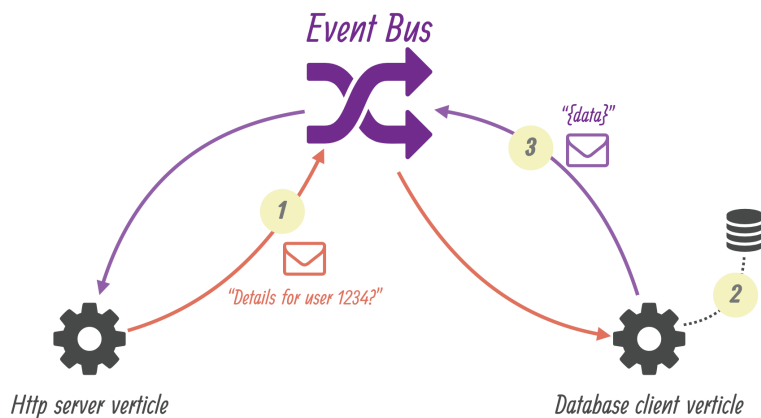 Event Bus
"{data}"
3
1
"Details for user 1234?"
2
Http server verticle
Database client verticle